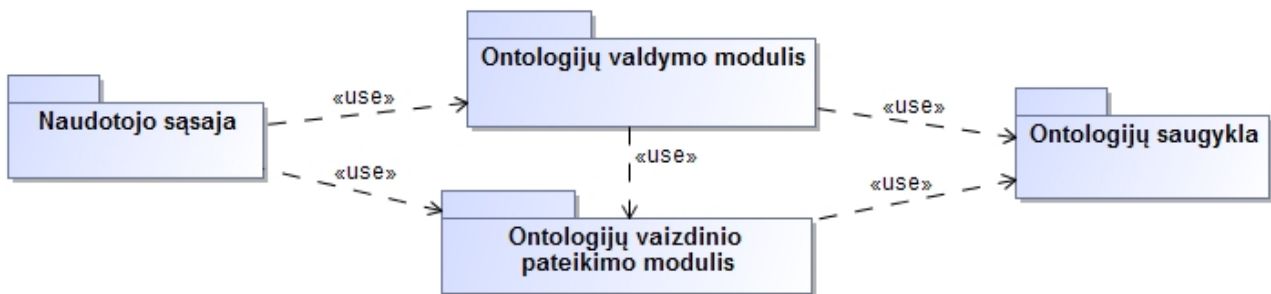 Ontologijų valdymo modulis
«use»
«use»
Naudotojo sąsaja
Ontologijų saugykla
«use»
«use»
«use»
Ontologijų vaizdinio
pateikimo modulis